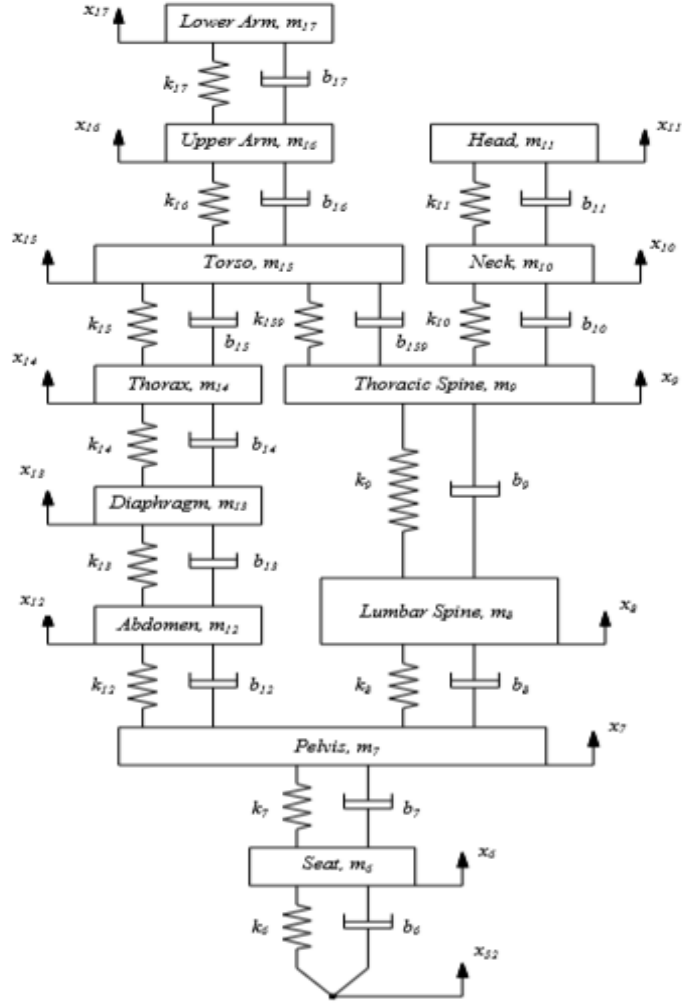 x17 Lower Arm, m17
k17 b17
x16 Upper Arm, m16 Head, m11 x11
k16 b16 k11 b11
x15 Torso, m15 Neck, m10 x10
k15 b15 k159 b159 k10 b10
x14 Thorax, m14 Thoracic Spine, m9 x9
k14 b14 k9 b9
x13 Diaphragm, m13
k13 b13
x12 Abdomen, m12 Lumbar Spine, m8 x8
k12 b12 k8 b8
Pelvis, m7 x7
k7 b7
Seat, m6 x6
k6 b6
xs2